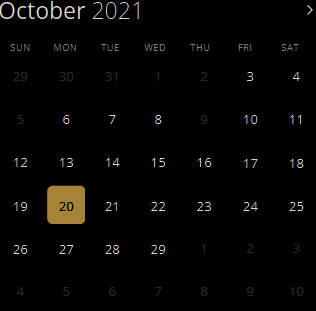 October 2021
SUN MON TUE WED THU FRI SAT
29 30 31 1 2 3 4
5 6 7 8 9 10 11
12 13 14 15 16 17 18
19 20 21 22 23 24 25
26 27 28 29 1 2 3
4 5 6 7 8 9 10